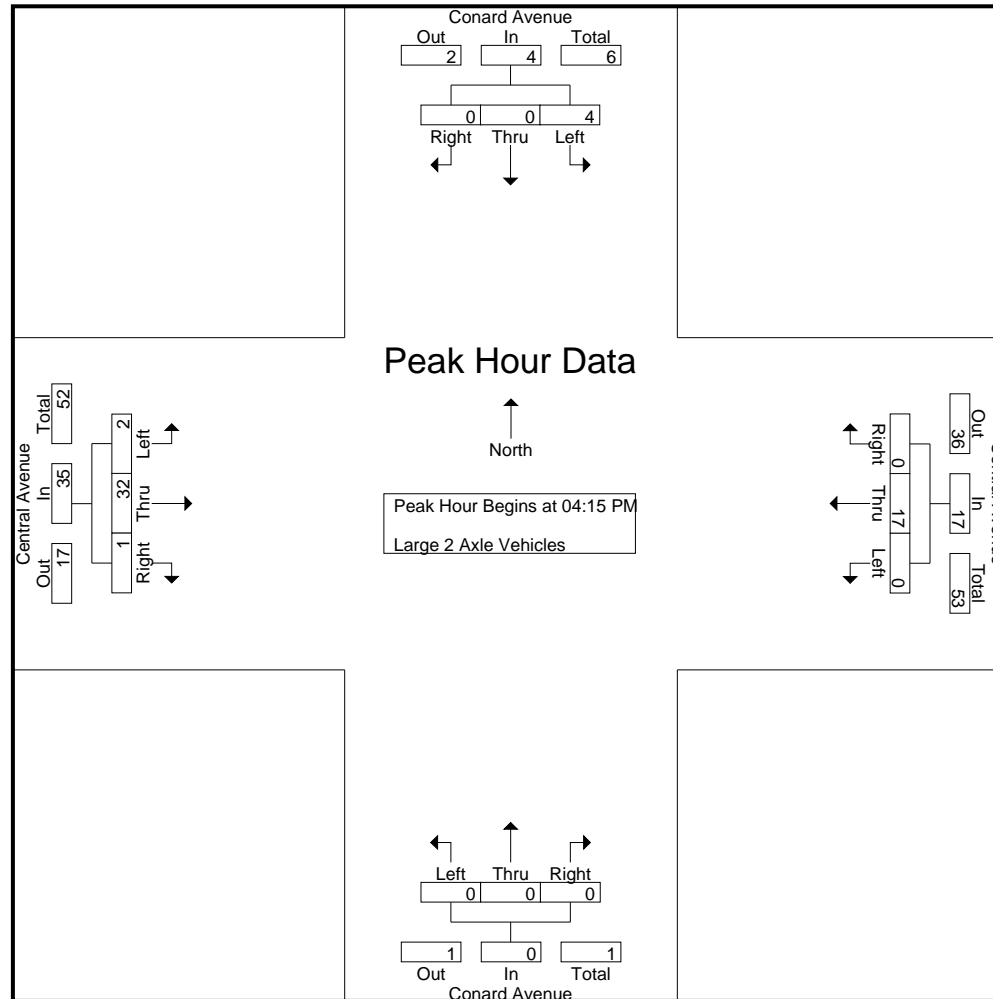 Conard Avenue
Out In Total
2 4 6
0 0 4
Right Thru Left
Peak Hour Data
North
Peak Hour Begins at 04:15 PM
Large 2 Axle Vehicles
Central Avenue
Out In Total
17 35 52
Right Thru Left
1 32 2
Out In Total
36 17 53
Right Thru Left
0 17 0
Left Thru Right
0 0 0
1 0 1
Out In Total
Conard Avenue